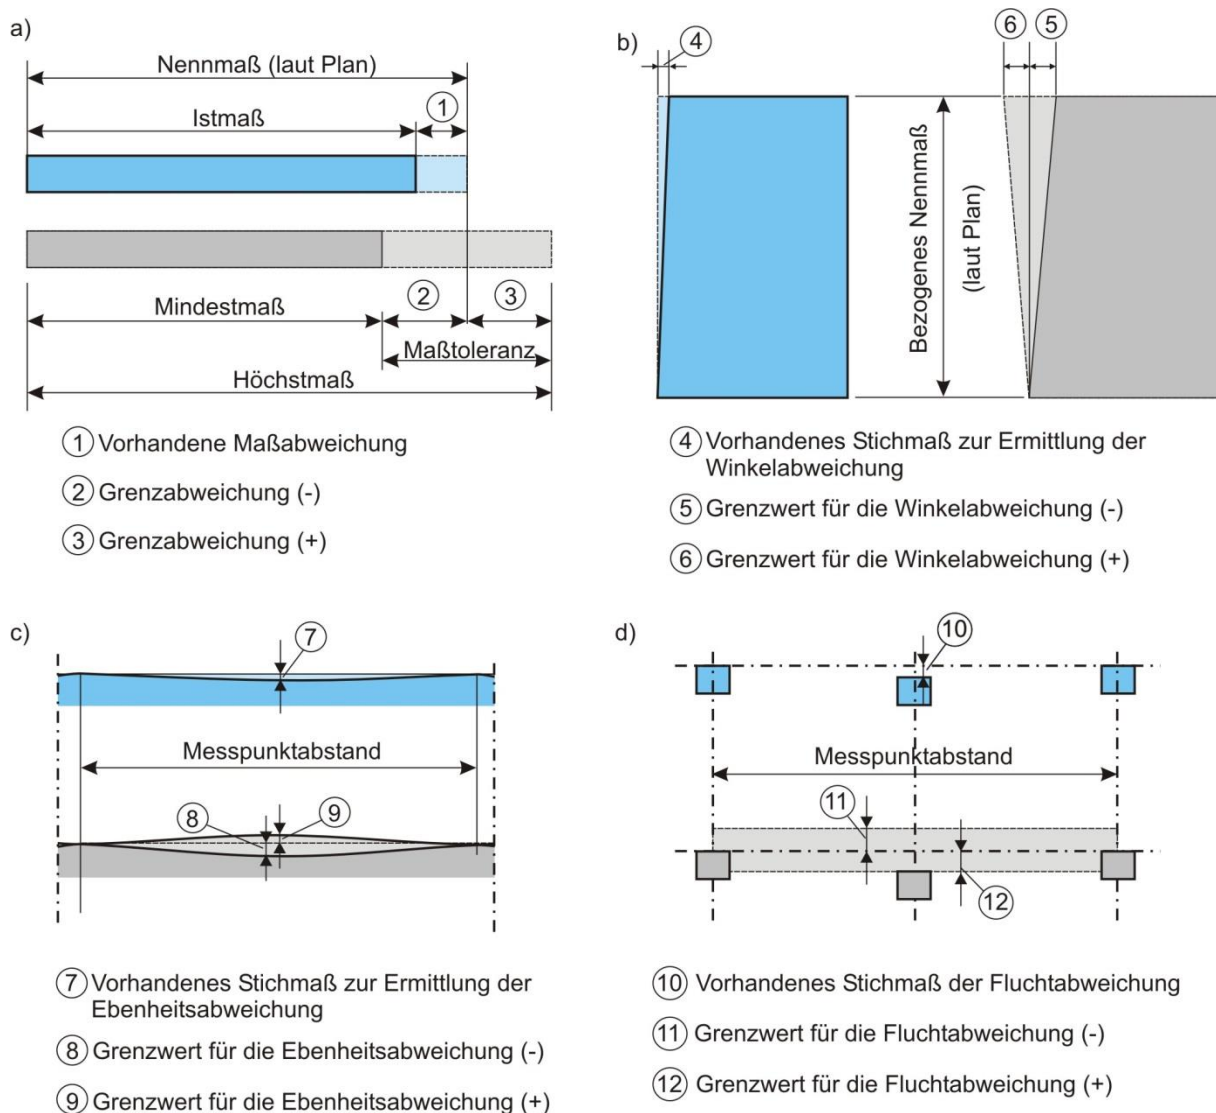 a)
Nennmaß (laut Plan)
Istmaß
1
Mindestmaß
2
3
Maßtoleranz
Höchstmaß
1 Vorhandene Maßabweichung
2 Grenzabweichung (-)
3 Grenzabweichung (+)
b)
4
6
5
Bezogenes Nennmaß
(laut Plan)
4 Vorhandenes Stichmaß zur Ermittlung der
Winkelabweichung
5 Grenzwert für die Winkelabweichung (-)
6 Grenzwert für die Winkelabweichung (+)
c)
7
Messpunktabstand
8
9
7 Vorhandenes Stichmaß zur Ermittlung der
Ebenheitsabweichung
8 Grenzwert für die Ebenheitsabweichung (-)
9 Grenzwert für die Ebenheitsabweichung (+)
d)
10
Messpunktabstand
11
12
10 Vorhandenes Stichmaß der Fluchtabweichung
11 Grenzwert für die Fluchtabweichung (-)
12 Grenzwert für die Fluchtabweichung (+)